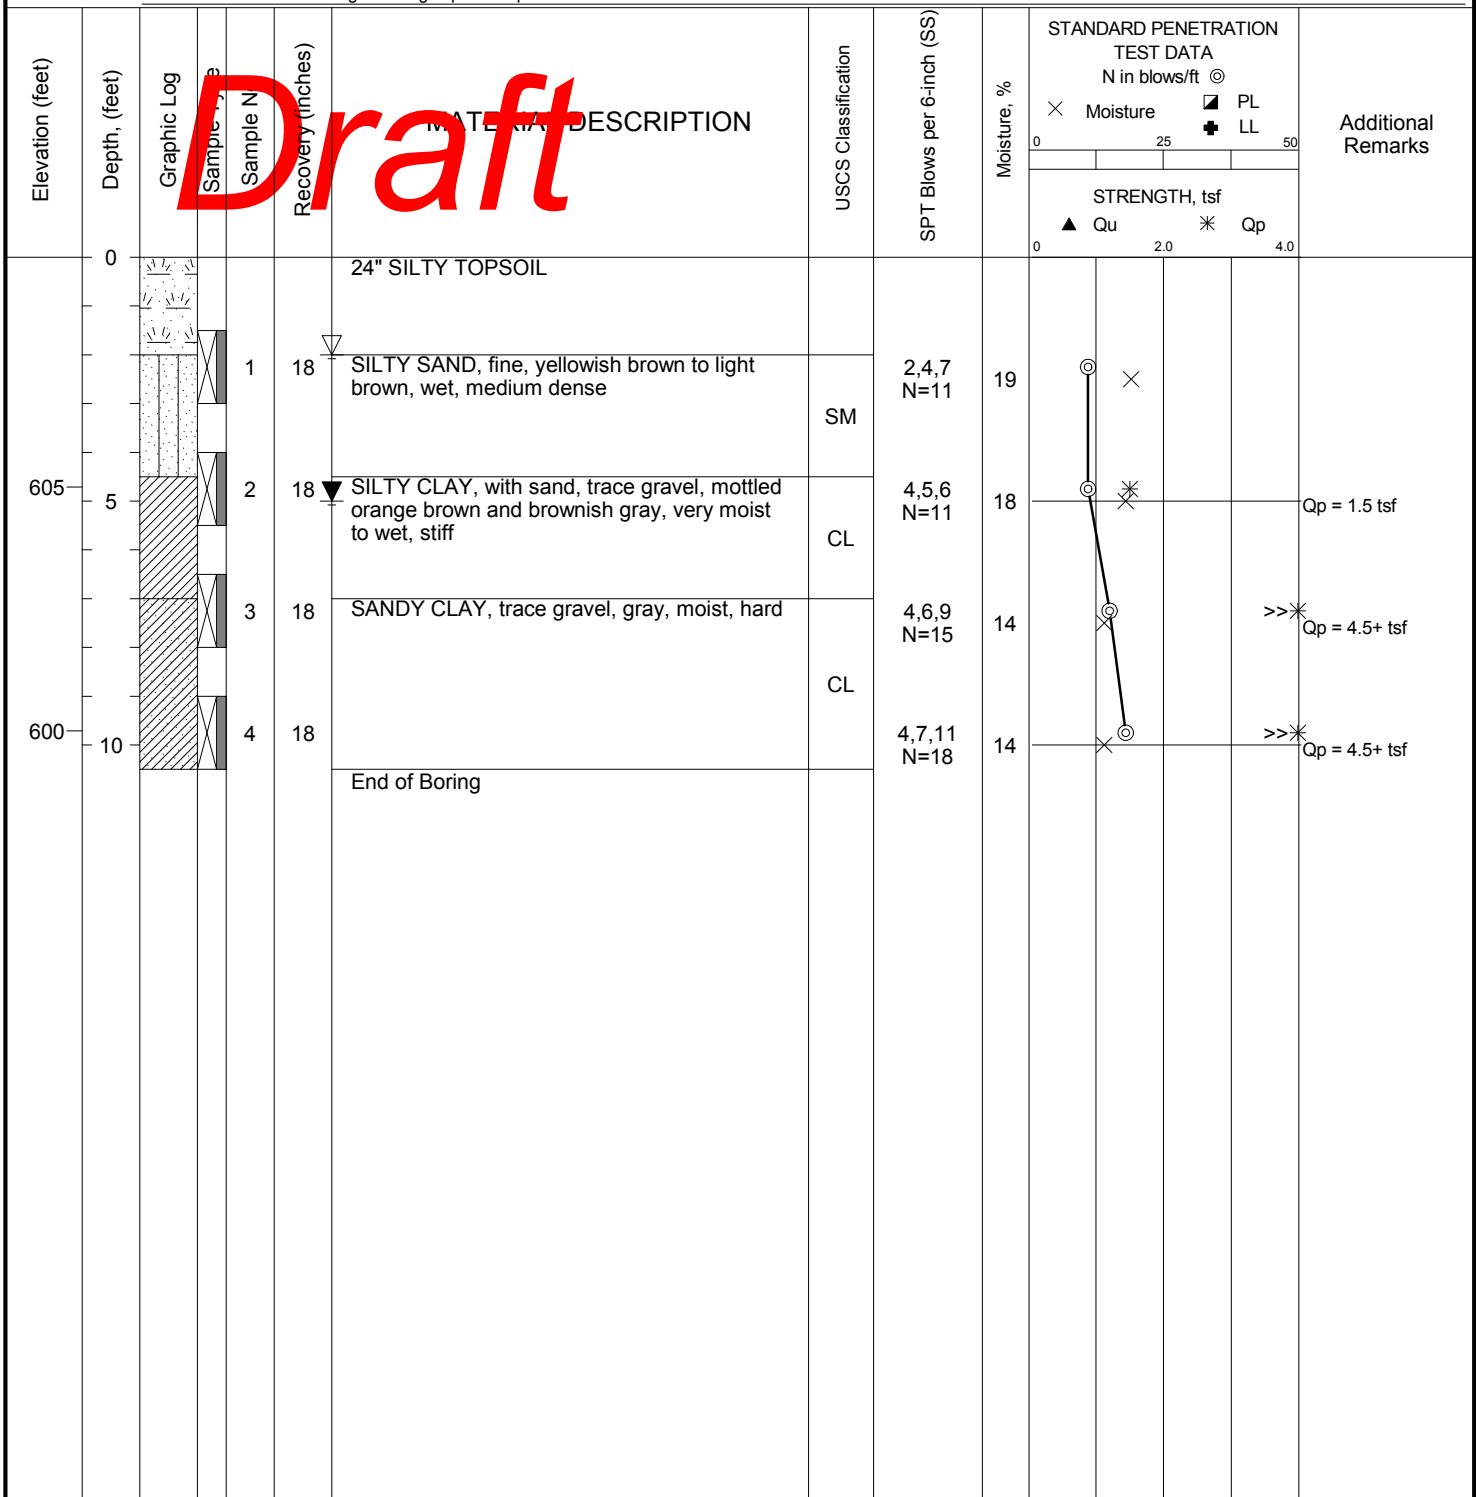 Elevation (feet)
Depth, (feet)
Graphic Log
Sample
Sample
Recovery (inches)
MATERIAL DESCRIPTION
USCS Classification
SPT Blows per 6-inch (SS)
Moisture, %
STANDARD PENETRATION
TEST DATA
N in blows/ft
Moisture
PL
LL
0 25 50
STRENGTH, tsf
Qu Qp
0 2.0 4.0
Additional
Remarks
Draft
0
24" SILTY TOPSOIL
1 18 SILTY SAND, fine, yellowish brown to light
brown, wet, medium dense
SM
2,4,7
N=11
19
605
5
2 18 SILTY CLAY, with sand, trace gravel, mottled
orange brown and brownish gray, very moist
to wet, stiff
CL
4,5,6
N=11
18
Qp = 1.5 tsf
3 18 SANDY CLAY, trace gravel, gray, moist, hard
CL
4,6,9
N=15
14
>>
Qp = 4.5+ tsf
600
10
4 18
4,7,11
N=18
14
>>
Qp = 4.5+ tsf
End of Boring